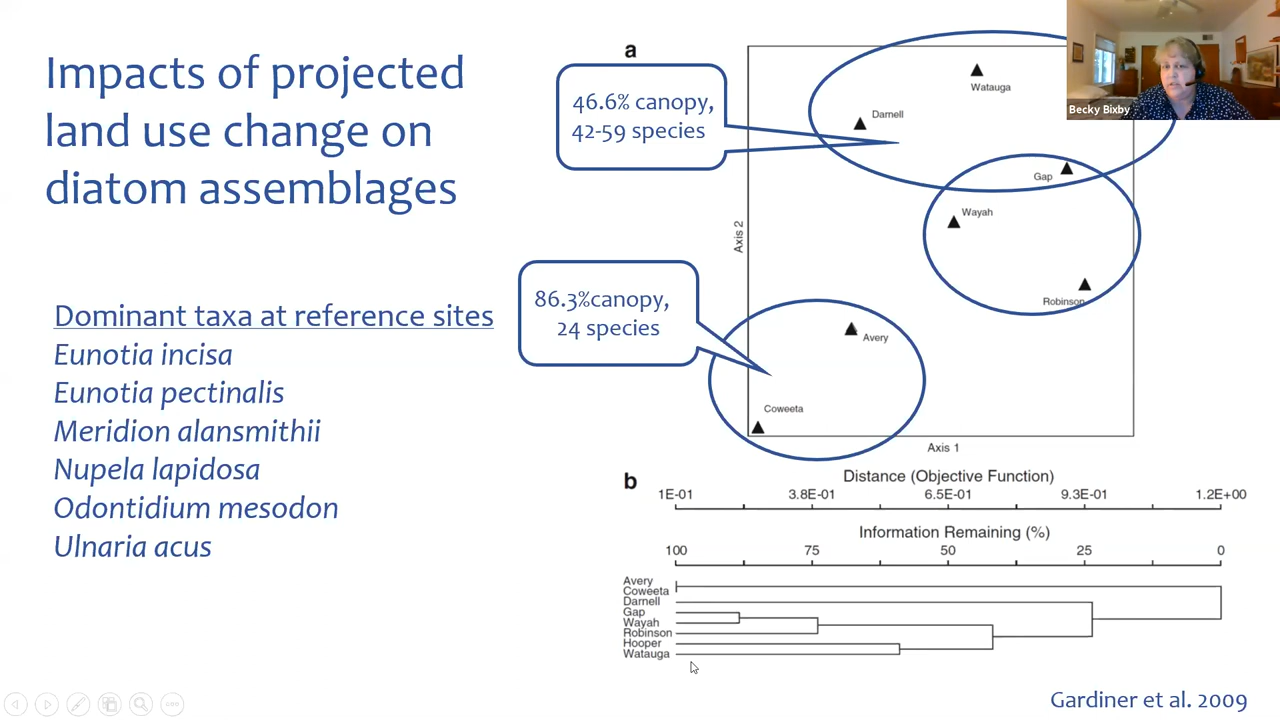 Impacts of projected
land use change on
diatom assemblages
Dominant taxa at reference sites
Eunotia incisa
Eunotia pectinalis
Meridion alansmithii
Nupela lapidosa
Odontidium mesodon
Ulnaria acus
a
46.6% canopy,
42-59 species
86.3%canopy,
24 species
Watauga
Darnell
Gap
Wayah
Robinson
Avery
Coweeta
Axis 2
Axis 1
Becky Bixby
b
Distance (Objective Function)
1E-01 3.8E-01 6.5E-01 9.3E-01 1.2E+00
Information Remaining (%)
100 75 50 25 0
Avery
Coweeta
Darnell
Gap
Wayah
Robinson
Hooper
Watauga
Gardiner et al. 2009